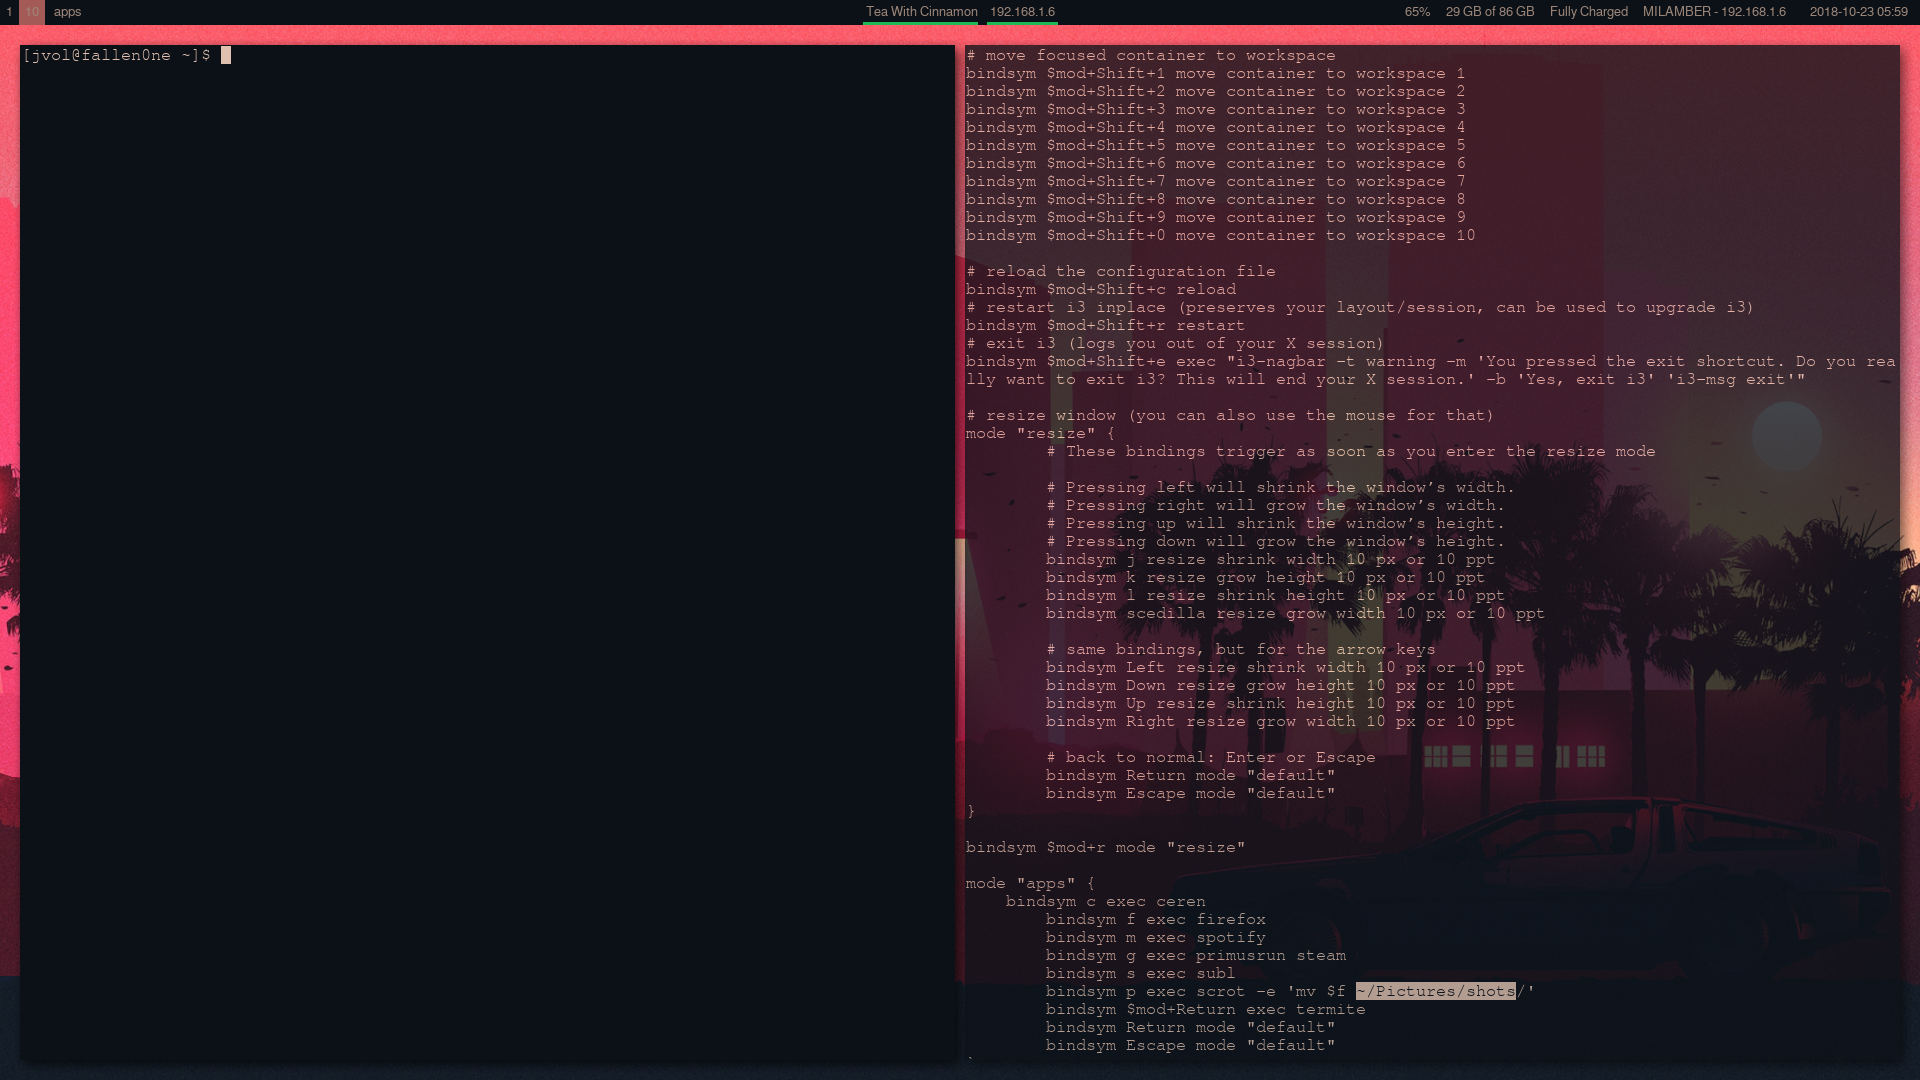 1 10 apps Tea With Cinnamon 192.168.1.6 65% 29 GB of 86 GB Fully Charged MILAMBER - 192.168.1.6 2018-10-23 05:59
[jvol@fallen0ne ~]$
# move focused container to workspace
bindsym $mod+Shift+1 move container to workspace 1
bindsym $mod+Shift+2 move container to workspace 2
bindsym $mod+Shift+3 move container to workspace 3
bindsym $mod+Shift+4 move container to workspace 4
bindsym $mod+Shift+5 move container to workspace 5
bindsym $mod+Shift+6 move container to workspace 6
bindsym $mod+Shift+7 move container to workspace 7
bindsym $mod+Shift+8 move container to workspace 8
bindsym $mod+Shift+9 move container to workspace 9
bindsym $mod+Shift+0 move container to workspace 10
# reload the configuration file
bindsym $mod+Shift+c reload
# restart i3 inplace (preserves your layout/session, can be used to upgrade i3)
bindsym $mod+Shift+r restart
# exit i3 (logs you out of your X session)
bindsym $mod+Shift+e exec "i3-nagbar -t warning -m 'You pressed the exit shortcut. Do you rea
lly want to exit i3? This will end your X session.' -b 'Yes, exit i3' 'i3-msg exit'"
# resize window (you can also use the mouse for that)
mode "resize" {
# These bindings trigger as soon as you enter the resize mode
# Pressing left will shrink the window’s width.
# Pressing right will grow the window’s width.
# Pressing up will shrink the window’s height.
# Pressing down will grow the window’s height.
bindsym j resize shrink width 10 px or 10 ppt
bindsym k resize grow height 10 px or 10 ppt
bindsym l resize shrink height 10 px or 10 ppt
bindsym scedilla resize grow width 10 px or 10 ppt
# same bindings, but for the arrow keys
bindsym Left resize shrink width 10 px or 10 ppt
bindsym Down resize grow height 10 px or 10 ppt
bindsym Up resize shrink height 10 px or 10 ppt
bindsym Right resize grow width 10 px or 10 ppt
# back to normal: Enter or Escape
bindsym Return mode "default"
bindsym Escape mode "default"
}
bindsym $mod+r mode "resize"
mode "apps" {
bindsym c exec ceren
bindsym f exec firefox
bindsym m exec spotify
bindsym g exec primusrun steam
bindsym s exec subl
bindsym p exec scrot -e 'mv $f ~/Pictures/shots/'
bindsym $mod+Return exec termite
bindsym Return mode "default"
bindsym Escape mode "default"